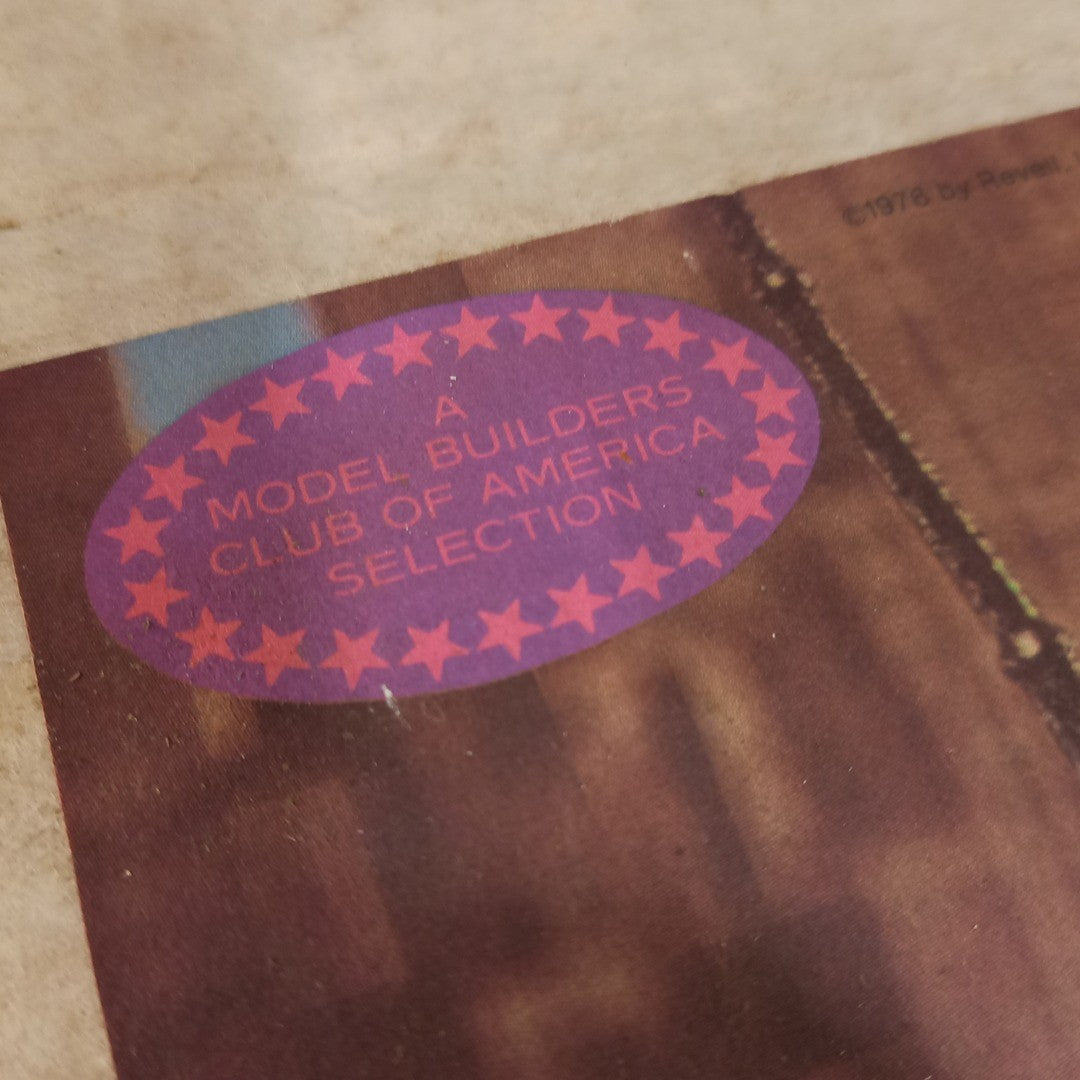 ©1978 by Revell,
A
MODEL BUILDERS
CLUB OF AMERICA
SELECTION